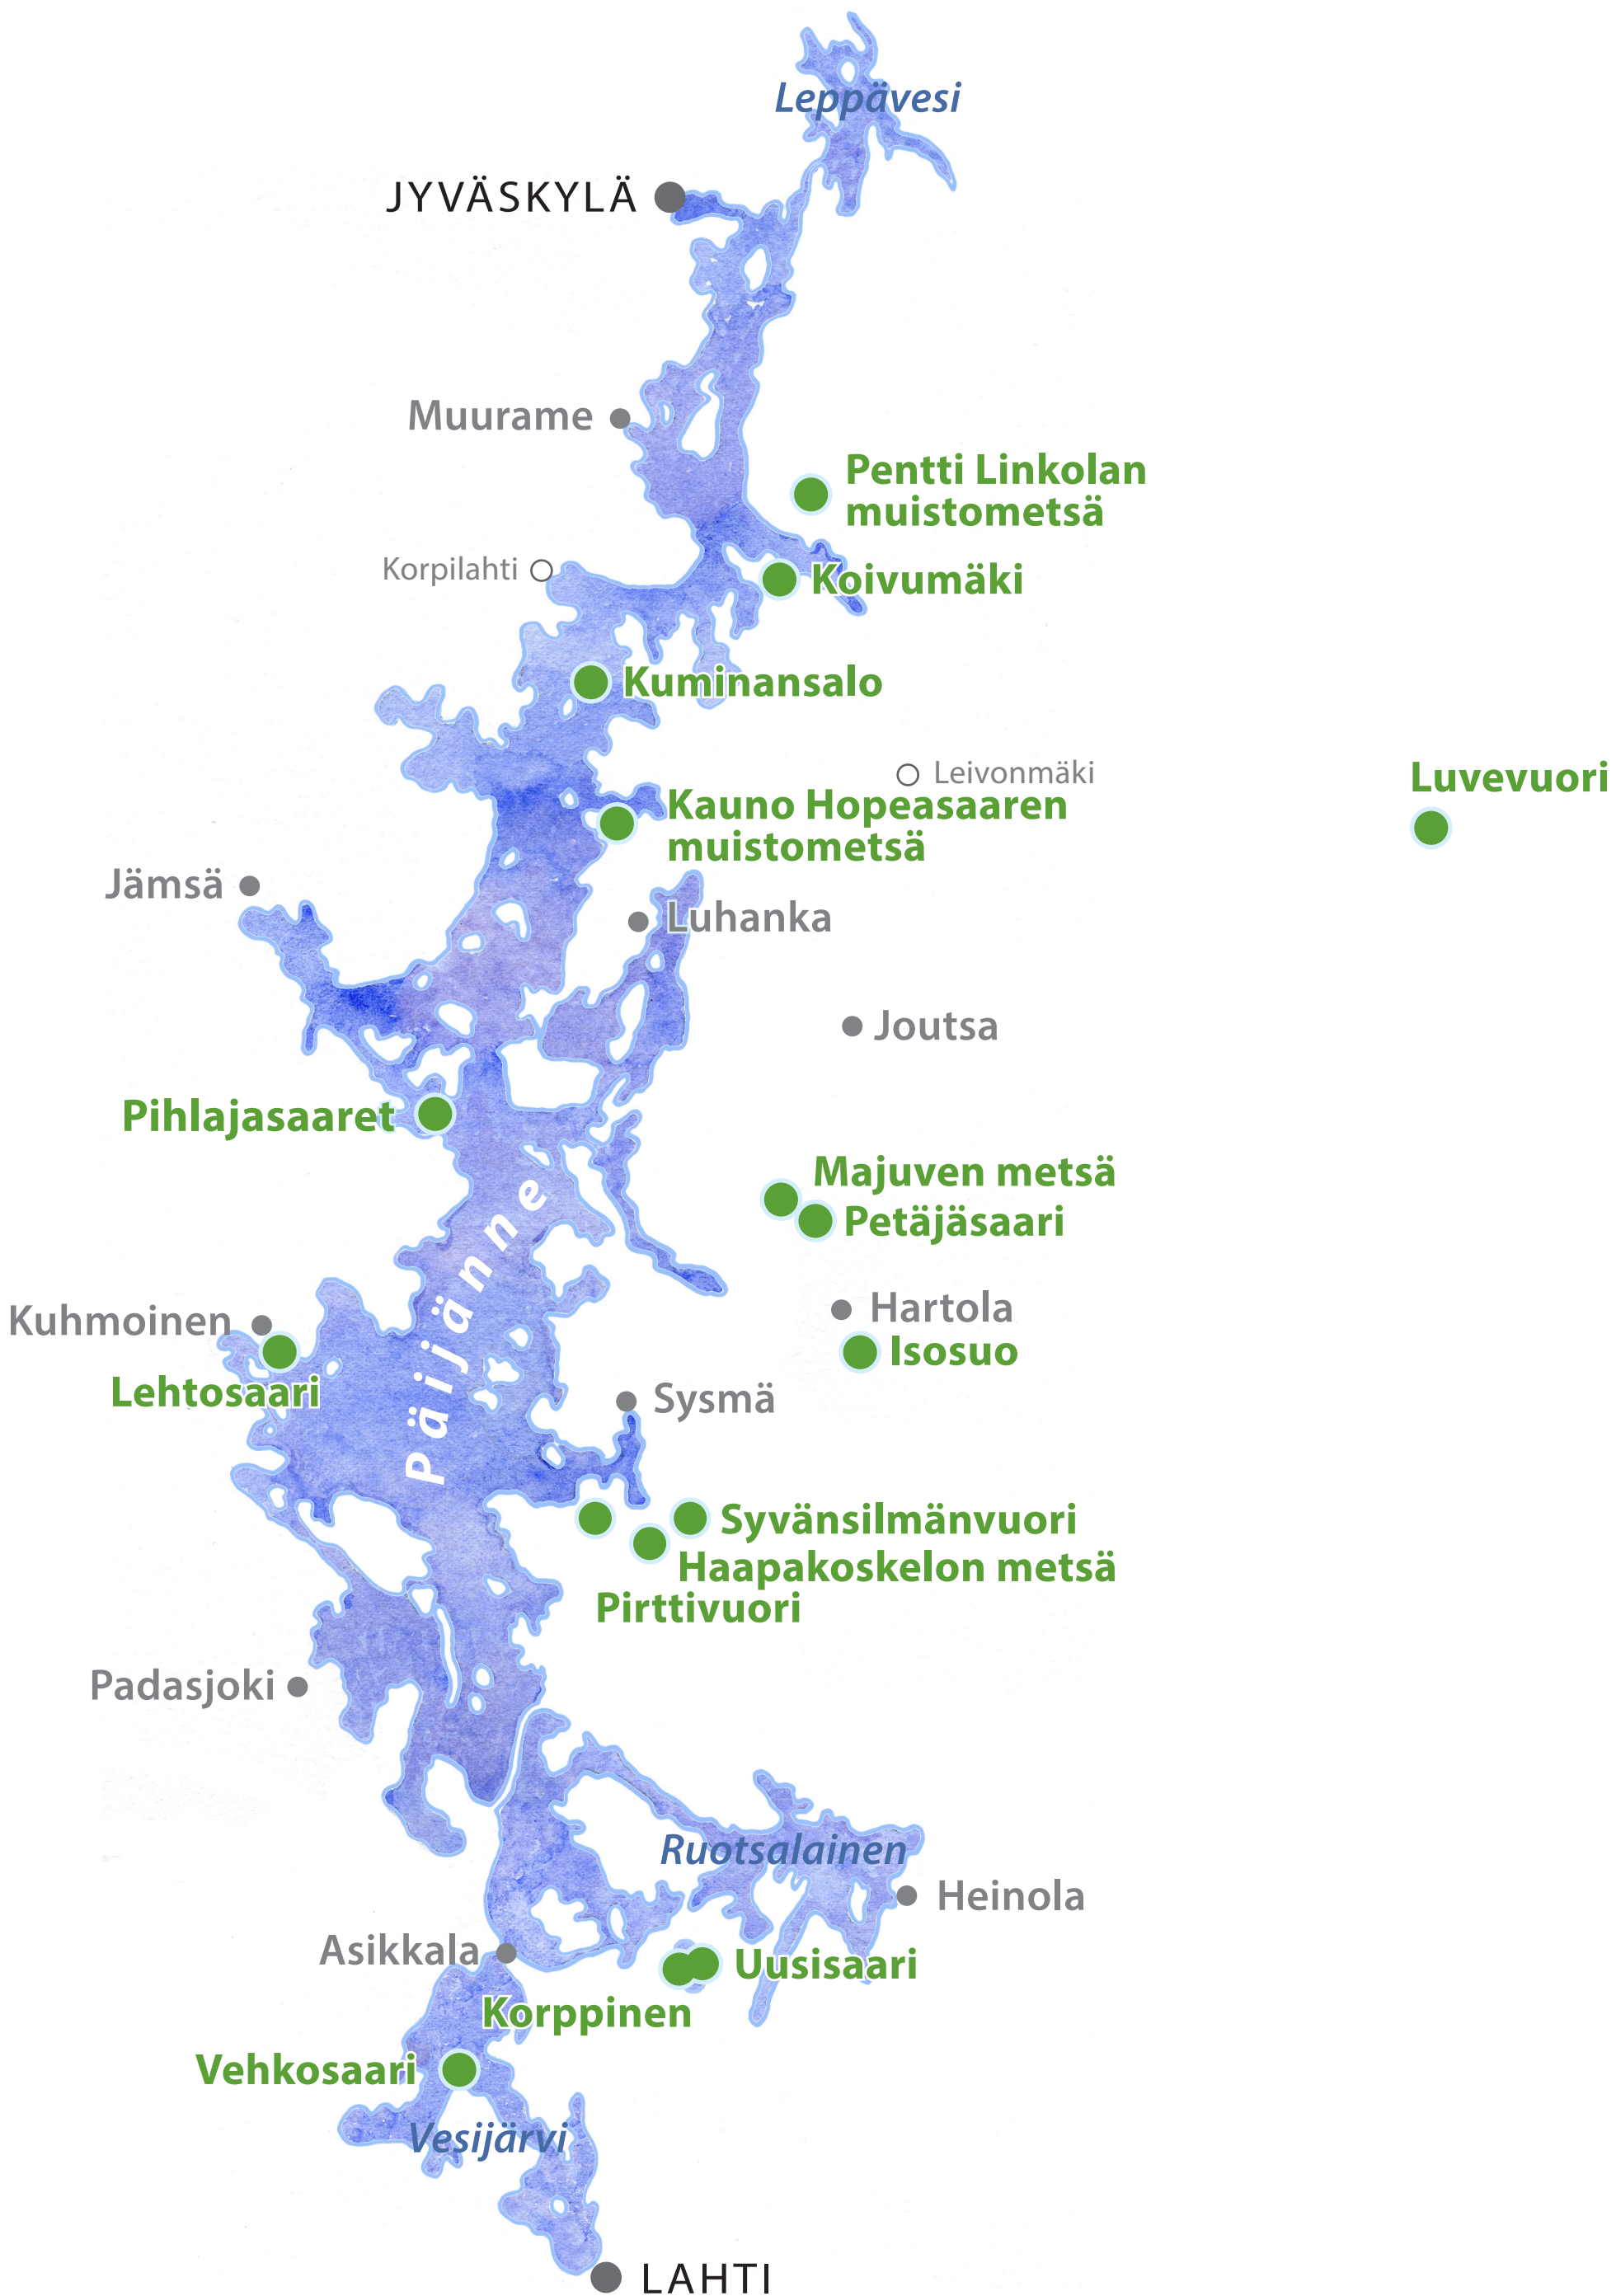 Leppävesi
JYVÄSKYLÄ
Muurame
Pentti Linkolan
muistometsä
Korpilahti
Koivumäki
Kuminansalo
Leivonmäki
Luvevuori
Kauno Hopeasaaren
muistometsä
Jämsä
Luhanka
Joutsa
Pihlajasaaret
Majuven metsä
Petäjäsaari
Päijänne
Hartola
Kuhmoinen
Isosuo
Lehtosaari
Sysmä
Syvänsilmänvuori
Haapakoskelon metsä
Pirttivuori
Padasjoki
Ruotsalainen
Heinola
Asikkala
Uusisaari
Korppinen
Vehkosaari
Vesijärvi
LAHTI